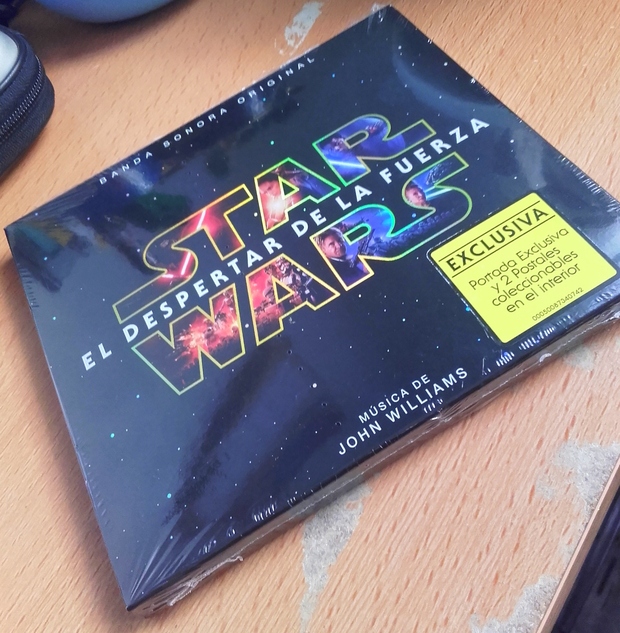 BANDA SONORA ORIGINAL
STAR
EL DESPERTAR DE LA FUERZA
WARS
EXCLUSIVA
Portada Exclusiva
y 2 Postales
coleccionables
en el interior
00050087340742
MÚSICA DE
JOHN WILLIAMS